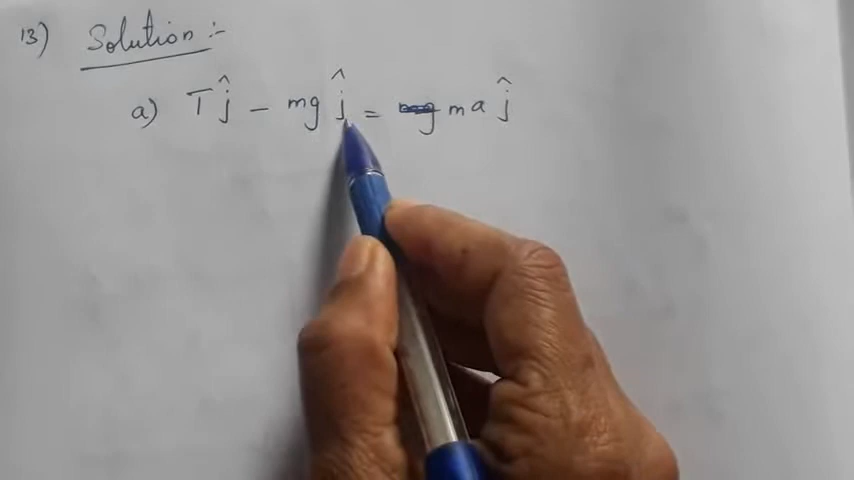 13) Solution :-
a) T ĵ - mg ĵ = ma ĵ